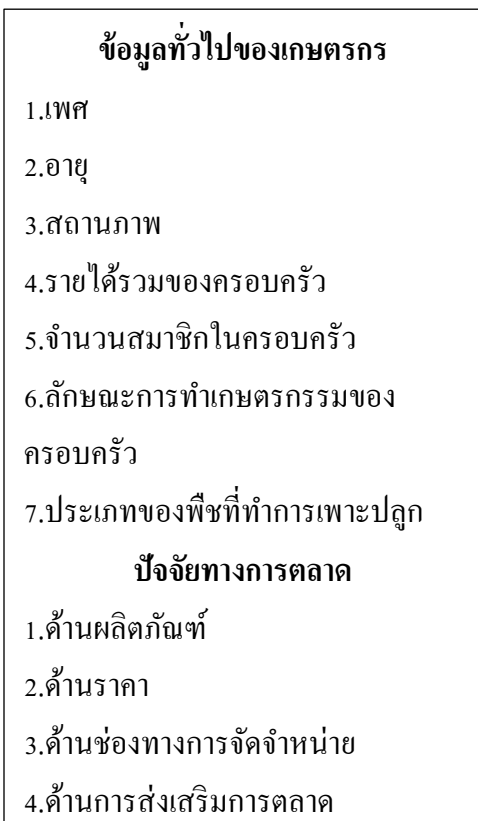 ข้อมูลทั่วไปของเกษตรกร
1.เพศ
2.อายุ
3.สถานภาพ
4.รายได้รวมของครอบครัว
5.จำนวนสมาชิกในครอบครัว
6.ลักษณะการทำเกษตรกรรมของ
ครอบครัว
7.ประเภทของพืชที่ทำการเพาะปลูก
ปัจจัยทางการตลาด
1.ด้านผลิตภัณฑ์
2.ด้านราคา
3.ด้านช่องทางการจัดจำหน่าย
4.ด้านการส่งเสริมการตลาด